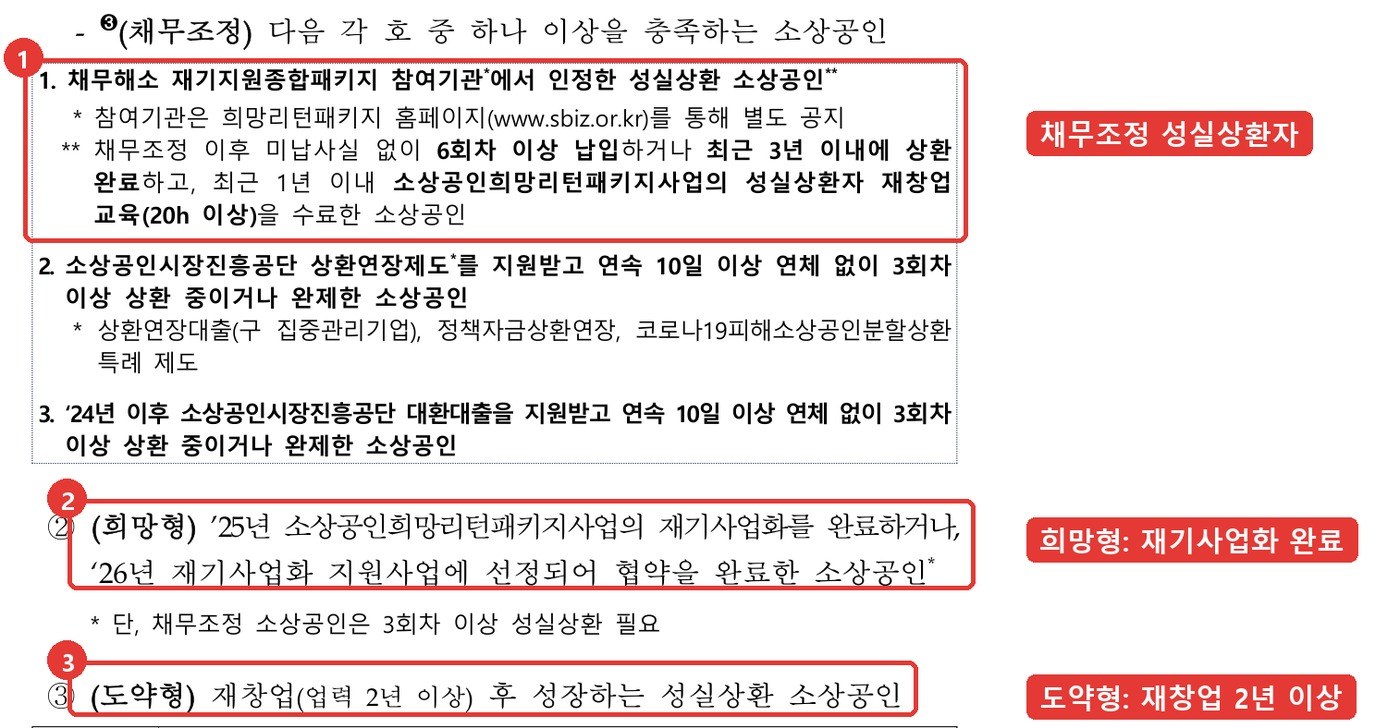 - ❸(채무조정) 다음 각 호 중 하나 이상을 충족하는 소상공인
1
1. 채무해소 재기지원종합패키지 참여기관*에서 인정한 성실상환 소상공인**
* 참여기관은 희망리턴패키지 홈페이지(www.sbiz.or.kr)를 통해 별도 공지
채무조정 성실상환자
** 채무조정 이후 미납사실 없이 6회차 이상 납입하거나 최근 3년 이내에 상환
완료하고, 최근 1년 이내 소상공인희망리턴패키지사업의 성실상환자 재창업
교육(20h 이상)을 수료한 소상공인
2. 소상공인시장진흥공단 상환연장제도*를 지원받고 연속 10일 이상 연체 없이 3회차
이상 상환 중이거나 완제한 소상공인
* 상환연장대출(구 집중관리기업), 정책자금상환연장, 코로나19피해소상공인분할상환
특례 제도
3. ‘24년 이후 소상공인시장진흥공단 대환대출을 지원받고 연속 10일 이상 연체 없이 3회차
이상 상환 중이거나 완제한 소상공인
2
② (희망형) ’25년 소상공인희망리턴패키지사업의 재기사업화를 완료하거나,
희망형: 재기사업화 완료
‘26년 재기사업화 지원사업에 선정되어 협약을 완료한 소상공인*
* 단, 채무조정 소상공인은 3회차 이상 성실상환 필요
3
③ (도약형) 재창업(업력 2년 이상) 후 성장하는 성실상환 소상공인
도약형: 재창업 2년 이상